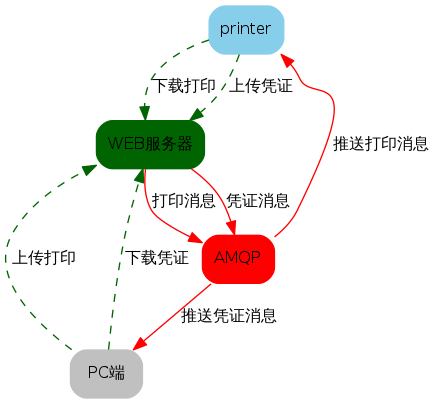 printer
下载打印
上传凭证
WEB服务器
推送打印消息
打印消息
凭证消息
上传打印
下载凭证
AMQP
推送凭证消息
PC端